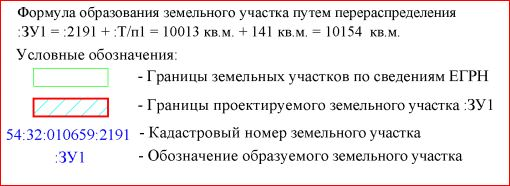 Формула образования земельного участка путем перераспределения
:ЗУ1 = :2191 + :Т/п1 = 10013 кв.м. + 141 кв.м. = 10154 кв.м.
Условные обозначения:
- Границы земельных участков по сведениям ЕГРН
- Границы проектируемого земельного участка :ЗУ1
54:32:010659:2191 - Кадастровый номер земельного участка
:ЗУ1 - Обозначение образуемого земельного участка